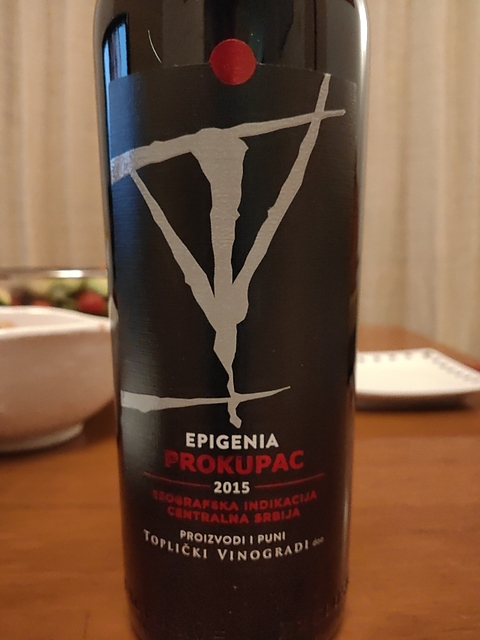 EPIGENIA
PROKUPAC
2015
GEOGRAFSKA INDIKACIJA
CENTRALNA SRBIJA
PROIZVODI I PUNI
TOPLIČKI VINOGRADI doo